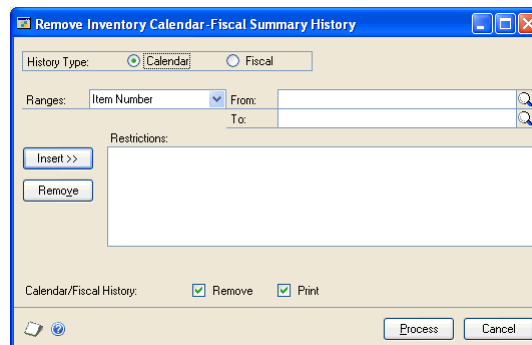 Remove Inventory Calendar-Fiscal Summary History
History Type: Calendar Fiscal
Ranges: Item Number From:
To:
Restrictions:
Insert >>
Remove
Calendar/Fiscal History: Remove Print
Process Cancel